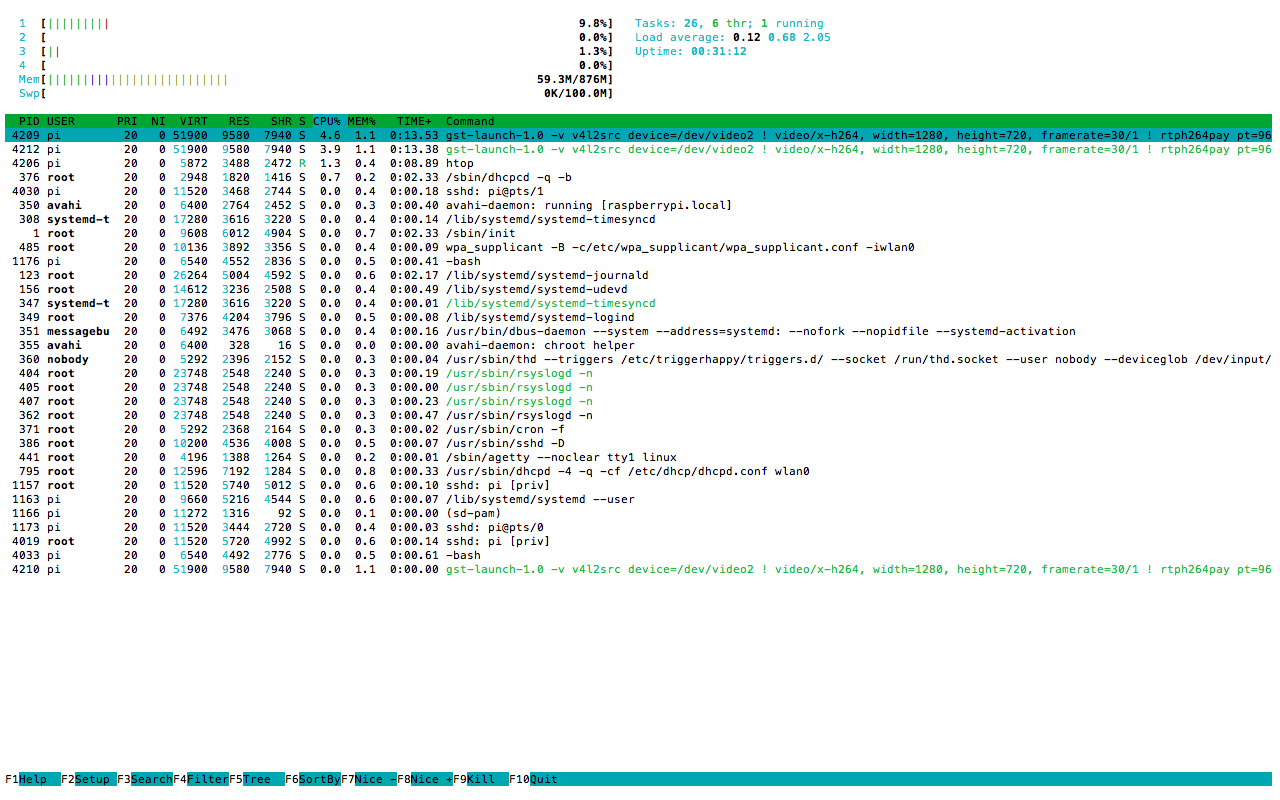 1 [||||||||| 9.8%] Tasks: 26, 6 thr; 1 running
2 [ 0.0%] Load average: 0.12 0.68 2.05
3 [|| 1.3%] Uptime: 00:31:12
4 [ 0.0%]
Mem[|||||||||||||||||||||||||| 59.3M/876M]
Swp[ 0K/100.0M]
PID USER PRI NI VIRT RES SHR S CPU% MEM% TIME+ Command
4209 pi 20 0 51900 9580 7940 S 4.6 1.1 0:13.53 gst-launch-1.0 -v v4l2src device=/dev/video2 ! video/x-h264, width=1280, height=720, framerate=30/1 ! rtph264pay pt=96
4212 pi 20 0 51900 9580 7940 S 3.9 1.1 0:13.38 gst-launch-1.0 -v v4l2src device=/dev/video2 ! video/x-h264, width=1280, height=720, framerate=30/1 ! rtph264pay pt=96
4206 pi 20 0 5872 3488 2472 R 1.3 0.4 0:08.89 htop
376 root 20 0 2948 1820 1416 S 0.7 0.2 0:02.33 /sbin/dhcpcd -q -b
4030 pi 20 0 11520 3468 2744 S 0.0 0.4 0:00.18 sshd: pi@pts/1
350 avahi 20 0 6400 2764 2452 S 0.0 0.3 0:00.40 avahi-daemon: running [raspberrypi.local]
308 systemd-t 20 0 17280 3616 3220 S 0.0 0.4 0:00.14 /lib/systemd/systemd-timesyncd
1 root 20 0 9608 6012 4904 S 0.0 0.7 0:02.33 /sbin/init
485 root 20 0 10136 3892 3356 S 0.0 0.4 0:00.09 wpa_supplicant -B -c/etc/wpa_supplicant/wpa_supplicant.conf -iwlan0
1176 pi 20 0 6540 4552 2836 S 0.0 0.5 0:00.41 -bash
123 root 20 0 26264 5004 4592 S 0.0 0.6 0:02.17 /lib/systemd/systemd-journald
156 root 20 0 14612 3236 2508 S 0.0 0.4 0:00.49 /lib/systemd/systemd-udevd
347 systemd-t 20 0 17280 3616 3220 S 0.0 0.4 0:00.01 /lib/systemd/systemd-timesyncd
349 root 20 0 7376 4204 3796 S 0.0 0.5 0:00.08 /lib/systemd/systemd-logind
351 messagebu 20 0 6492 3476 3068 S 0.0 0.4 0:00.16 /usr/bin/dbus-daemon --system --address=systemd: --nofork --nopidfile --systemd-activation
355 avahi 20 0 6400 328 16 S 0.0 0.0 0:00.00 avahi-daemon: chroot helper
360 nobody 20 0 5292 2396 2152 S 0.0 0.3 0:00.04 /usr/sbin/thd --triggers /etc/triggerhappy/triggers.d/ --socket /run/thd.socket --user nobody --deviceglob /dev/input/
404 root 20 0 23748 2548 2240 S 0.0 0.3 0:00.19 /usr/sbin/rsyslogd -n
405 root 20 0 23748 2548 2240 S 0.0 0.3 0:00.00 /usr/sbin/rsyslogd -n
407 root 20 0 23748 2548 2240 S 0.0 0.3 0:00.23 /usr/sbin/rsyslogd -n
362 root 20 0 23748 2548 2240 S 0.0 0.3 0:00.47 /usr/sbin/rsyslogd -n
371 root 20 0 5292 2368 2164 S 0.0 0.3 0:00.02 /usr/sbin/cron -f
386 root 20 0 10200 4536 4008 S 0.0 0.5 0:00.07 /usr/sbin/sshd -D
441 root 20 0 4196 1388 1264 S 0.0 0.2 0:00.01 /sbin/agetty --noclear tty1 linux
795 root 20 0 12596 7192 1284 S 0.0 0.8 0:00.33 /usr/sbin/dhcpd -4 -q -cf /etc/dhcp/dhcpd.conf wlan0
1157 root 20 0 11520 5740 5012 S 0.0 0.6 0:00.10 sshd: pi [priv]
1163 pi 20 0 9660 5216 4544 S 0.0 0.6 0:00.07 /lib/systemd/systemd --user
1166 pi 20 0 11272 1316 92 S 0.0 0.1 0:00.00 (sd-pam)
1173 pi 20 0 11520 3444 2720 S 0.0 0.4 0:00.03 sshd: pi@pts/0
4019 root 20 0 11520 5720 4992 S 0.0 0.6 0:00.14 sshd: pi [priv]
4033 pi 20 0 6540 4492 2776 S 0.0 0.5 0:00.61 -bash
4210 pi 20 0 51900 9580 7940 S 0.0 1.1 0:00.00 gst-launch-1.0 -v v4l2src device=/dev/video2 ! video/x-h264, width=1280, height=720, framerate=30/1 ! rtph264pay pt=96
F1Help F2Setup F3SearchF4FilterF5Tree F6SortByF7Nice -F8Nice +F9Kill F10Quit